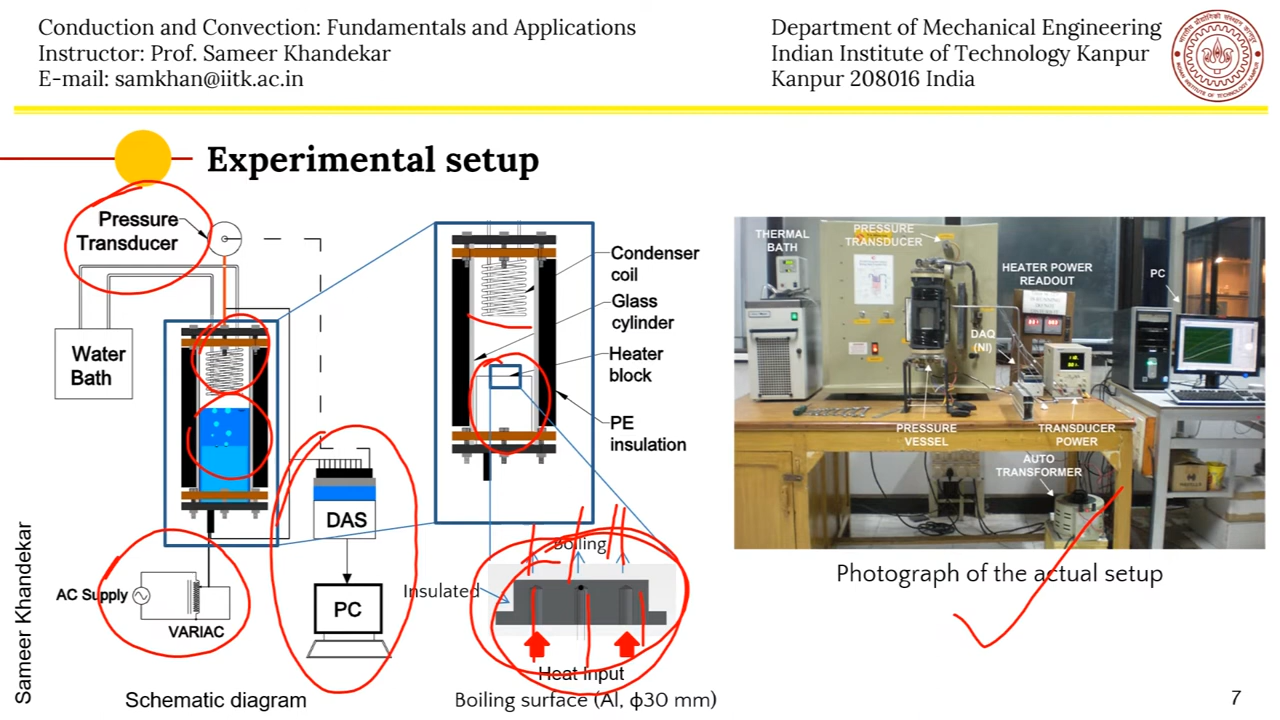 Conduction and Convection: Fundamentals and Applications
Instructor: Prof. Sameer Khandekar
E-mail: samkhan@iitk.ac.in
Department of Mechanical Engineering
Indian Institute of Technology Kanpur
Kanpur 208016 India
Experimental setup
Pressure
Transducer
Water
Bath
AC Supply
VARIAC
DAS
PC
Schematic diagram
Condenser
coil
Glass
cylinder
Heater
block
PE
insulation
Boiling
Insulated
Heat Input
Boiling surface (Al, ϕ30 mm)
THERMAL
BATH
PRESSURE
TRANSDUCER
HEATER POWER
READOUT
PC
DAQ
(NI)
PRESSURE
VESSEL
TRANSDUCER
POWER
AUTO
TRANSFORMER
Photograph of the actual setup
Sameer Khandekar
7